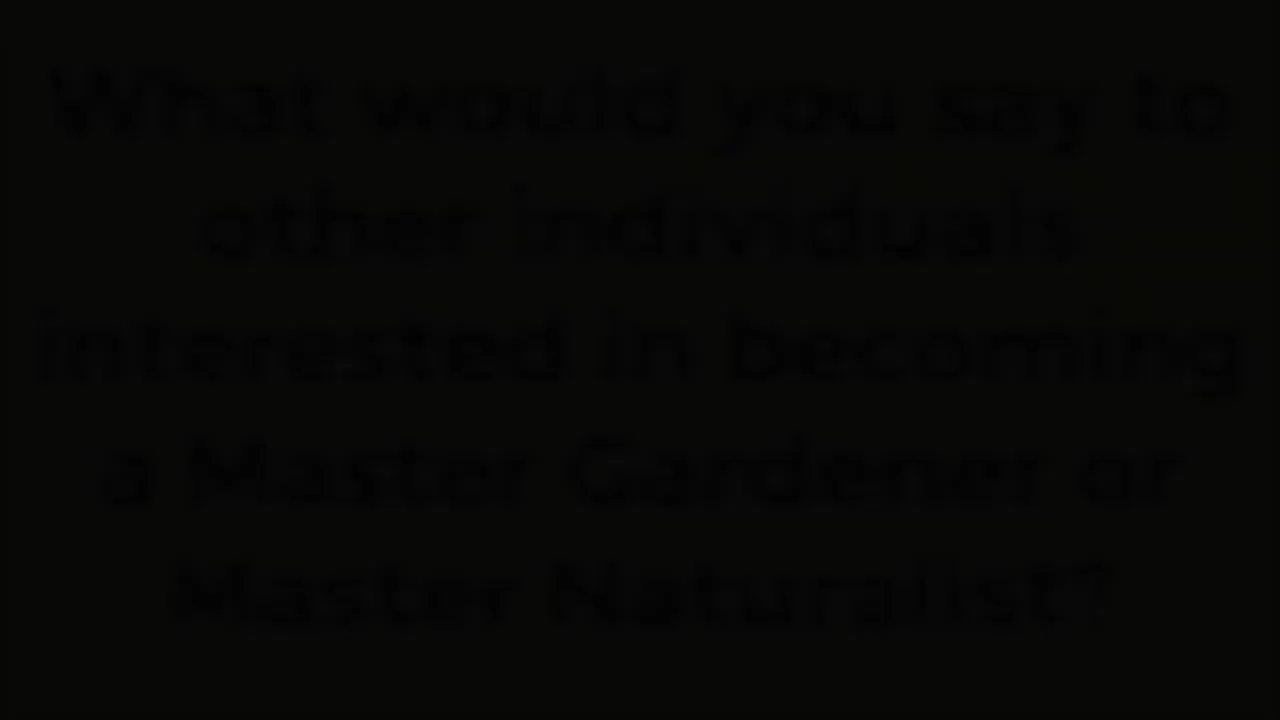 What would you say to
other individuals
interested in becoming
a Master Gardener or
Master Naturalist?